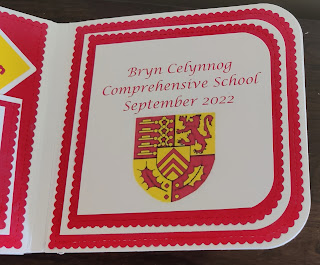 Bryn Celynnog
Comprehensive School
September 2022